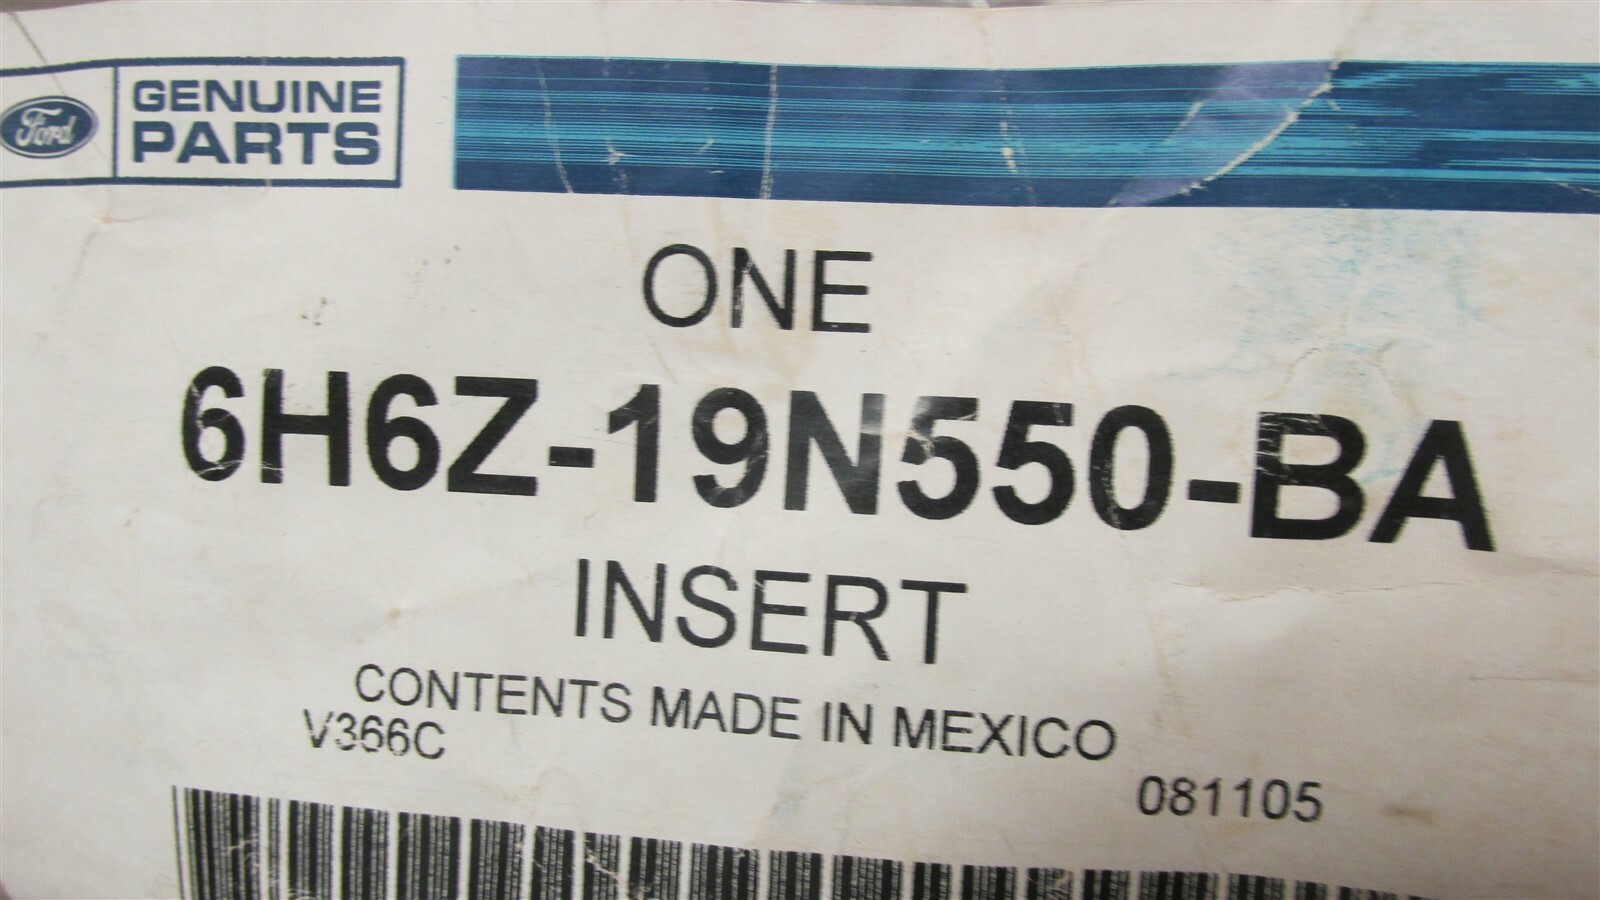 Ford
GENUINE
PARTS
ONE
6H6Z-19N550-BA
INSERT
CONTENTS MADE IN MEXICO
V366C
081105